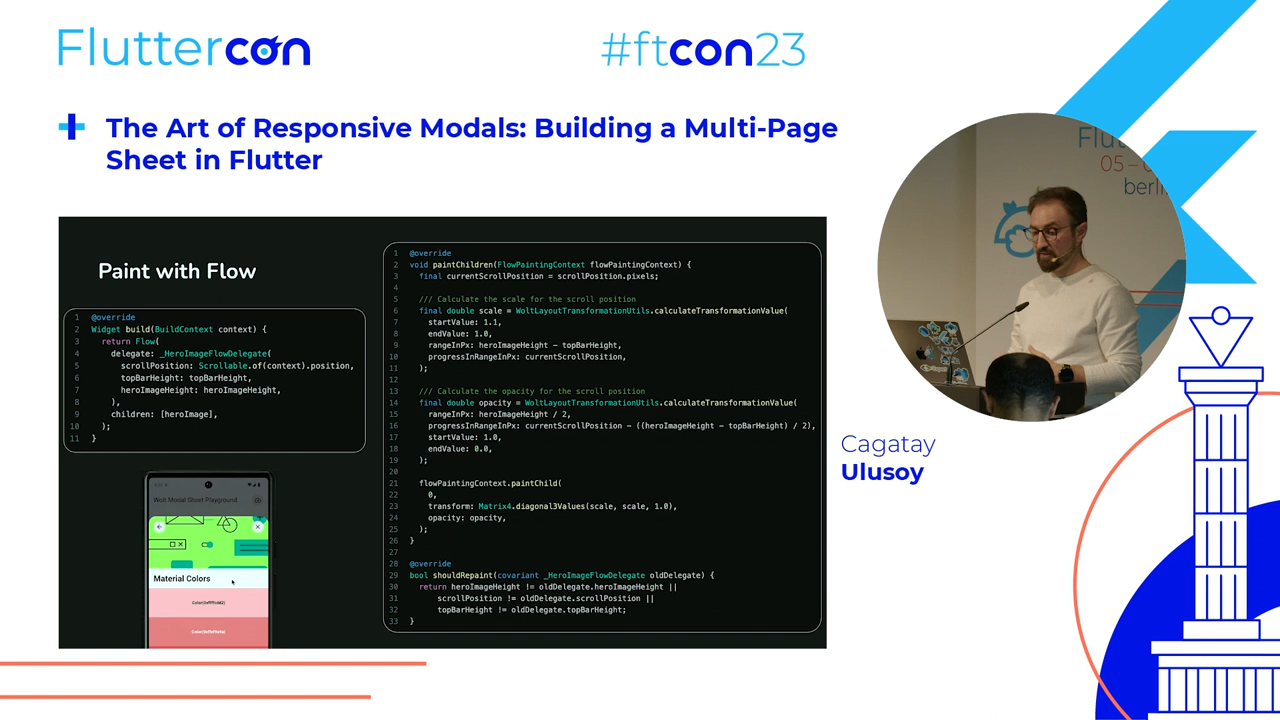 Fluttercon
#ftcon23
The Art of Responsive Modals: Building a Multi-Page
Sheet in Flutter
Paint with Flow
1 @override
2 Widget build(BuildContext context) {
3 return Flow(
4 delegate: _HeroImageFlowDelegate(
5 scrollPosition: Scrollable.of(context).position,
6 topBarHeight: topBarHeight,
7 heroImageHeight: heroImageHeight,
8 ),
9 children: [heroImage],
10 );
11 }
Wolt Modal Sheet Playground
Material Colors
1 @override
2 void paintChildren(FlowPaintingContext flowPaintingContext) {
3 final currentScrollPosition = scrollPosition.pixels;
4
5 /// Calculate the scale for the scroll position
6 final double scale = WoltLayoutTransformationUtils.calculateTransformationValue(
7 startValue: 1.1,
8 endValue: 1.0,
9 rangeInPx: heroImageHeight - topBarHeight,
10 progressInRangeInPx: currentScrollPosition,
11 );
12
13 /// Calculate the opacity for the scroll position
14 final double opacity = WoltLayoutTransformationUtils.calculateTransformationValue(
15 rangeInPx: heroImageHeight / 2,
16 progressInRangeInPx: currentScrollPosition - ((heroImageHeight - topBarHeight) / 2),
17 startValue: 1.0,
18 endValue: 0.0,
19 );
20
21 flowPaintingContext.paintChild(
22 0,
23 transform: Matrix4.diagonal3Values(scale, scale, 1.0),
24 opacity: opacity,
25 );
26 }
27
28 @override
29 bool shouldRepaint(covariant _HeroImageFlowDelegate oldDelegate) {
30 return heroImageHeight != oldDelegate.heroImageHeight ||
31 scrollPosition != oldDelegate.scrollPosition ||
32 topBarHeight != oldDelegate.topBarHeight;
33 }
Flu
05 –
berli
Cagatay
Ulusoy